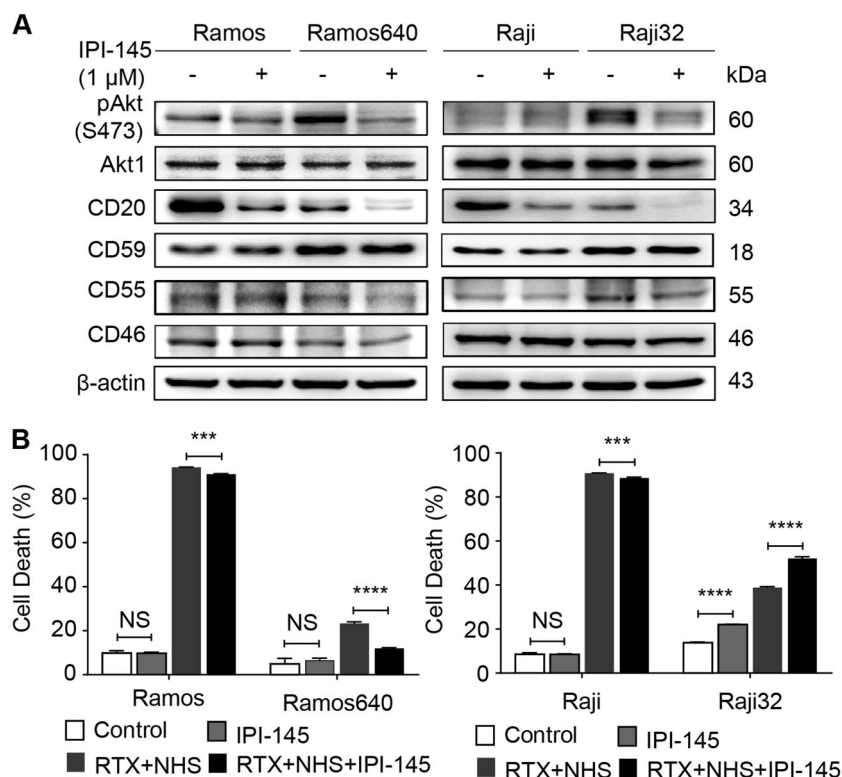 A
Ramos Ramos640 Raji Raji32
IPI-145
(1 μM) - + - + - + - + kDa
pAkt
(S473) 60
Akt1 60
CD20 34
CD59 18
CD55 55
CD46 46
β-actin 43
B
Cell Death (%)
100
80
60
40
20
0
NS
***
NS
****
Ramos Ramos640
Control IPI-145
RTX+NHS RTX+NHS+IPI-145
Cell Death (%)
100
80
60
40
20
0
NS
***
****
****
Raji Raji32
Control IPI-145
RTX+NHS RTX+NHS+IPI-145